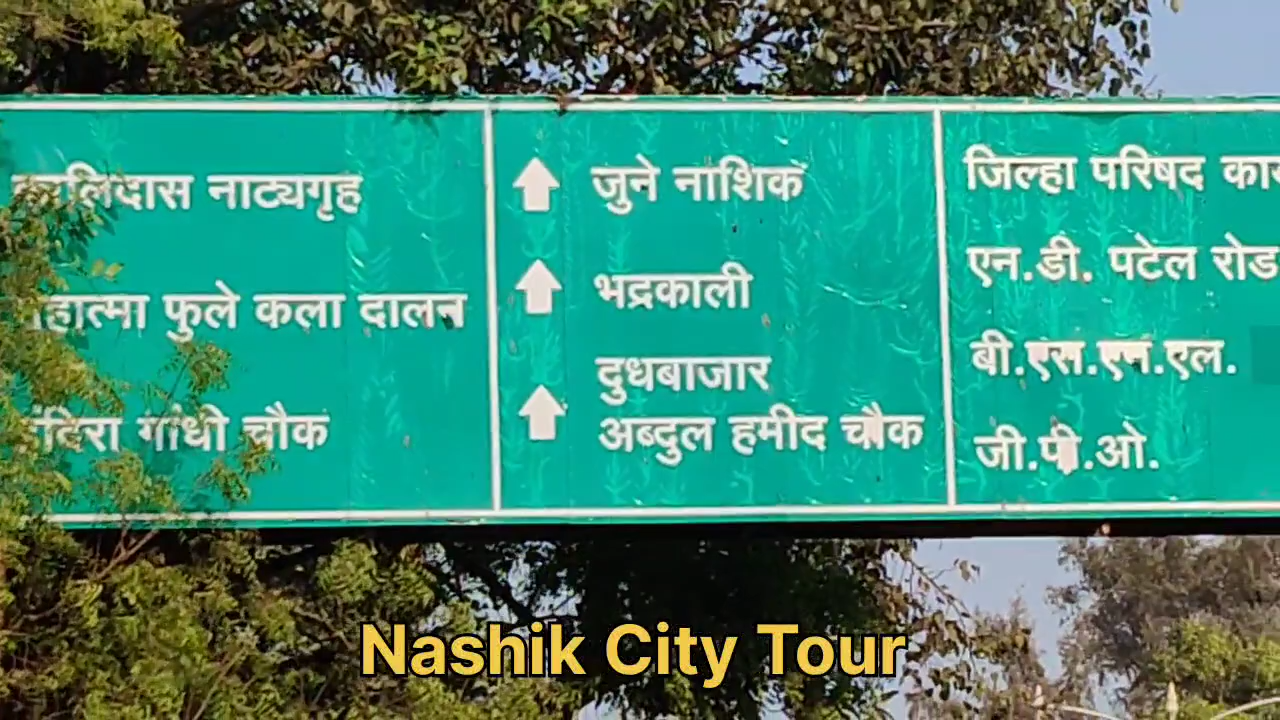 नाट्यगृह
फुले कला दालन
गांधी चौक
जुने नाशिक
भद्रकाली
दुधबाजार
अब्दुल हमीद चौक
जिल्हा परिषद
एन.डी. पटेल रोड
बी.एस.एन.एल.
जी.पी.ओ.
Nashik City Tour